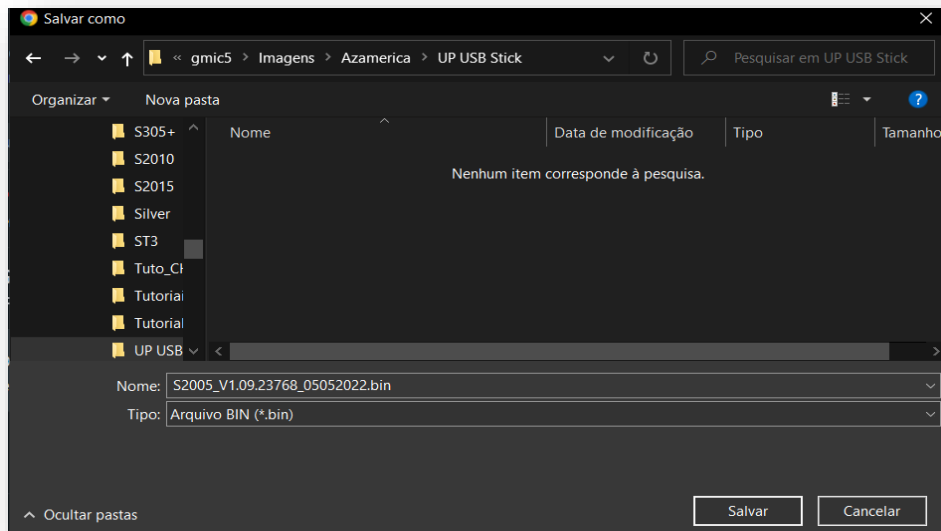 Salvar como
« gmic5 > Imagens > Azamerica > UP USB Stick
Pesquisar em UP USB Stick
Organizar
Nova pasta
?
S305+
S2010
S2015
Silver
ST3
Tuto_CH
Tutoriai
Tutorial
UP USB
Nome
Data de modificação
Tipo
Tamanho
Nenhum item corresponde à pesquisa.
Nome: S2005_V1.09.23768_05052022.bin
Tipo: Arquivo BIN (*.bin)
Ocultar pastas
Salvar
Cancelar